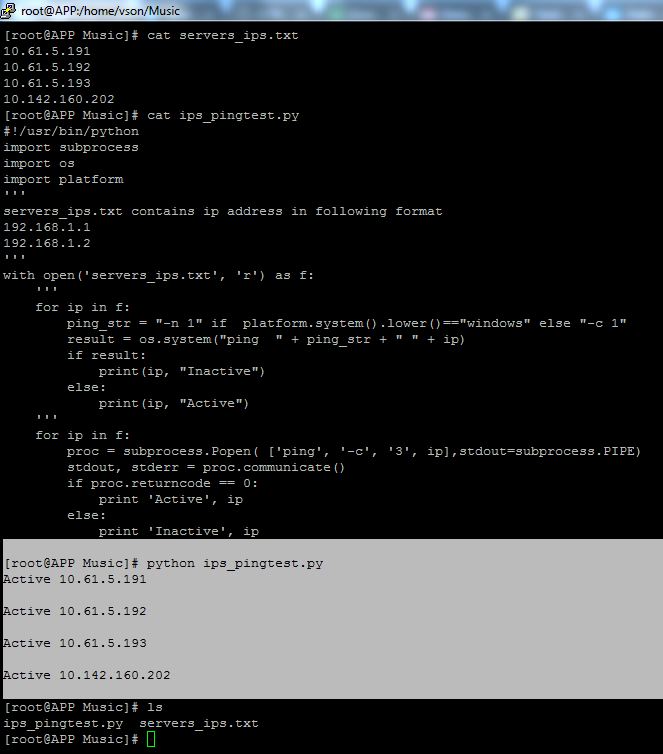 root@APP:/home/vson/Music
[root@APP Music]# cat servers_ips.txt
10.61.5.191
10.61.5.192
10.61.5.193
10.142.160.202
[root@APP Music]# cat ips_pingtest.py
#!/usr/bin/python
import subprocess
import os
import platform
'''
servers_ips.txt contains ip address in following format
192.168.1.1
192.168.1.2
'''
with open('servers_ips.txt', 'r') as f:
    '''
    for ip in f:
        ping_str = "-n 1" if  platform.system().lower()=="windows" else "-c 1"
        result = os.system("ping  " + ping_str + " " + ip)
        if result:
            print(ip, "Inactive")
        else:
            print(ip, "Active")
    '''
    for ip in f:
        proc = subprocess.Popen( ['ping', '-c', '3', ip],stdout=subprocess.PIPE)
        stdout, stderr = proc.communicate()
        if proc.returncode == 0:
            print 'Active', ip
        else:
            print 'Inactive', ip
[root@APP Music]# python ips_pingtest.py
Active 10.61.5.191
Active 10.61.5.192
Active 10.61.5.193
Active 10.142.160.202
[root@APP Music]# ls
ips_pingtest.py  servers_ips.txt
[root@APP Music]#